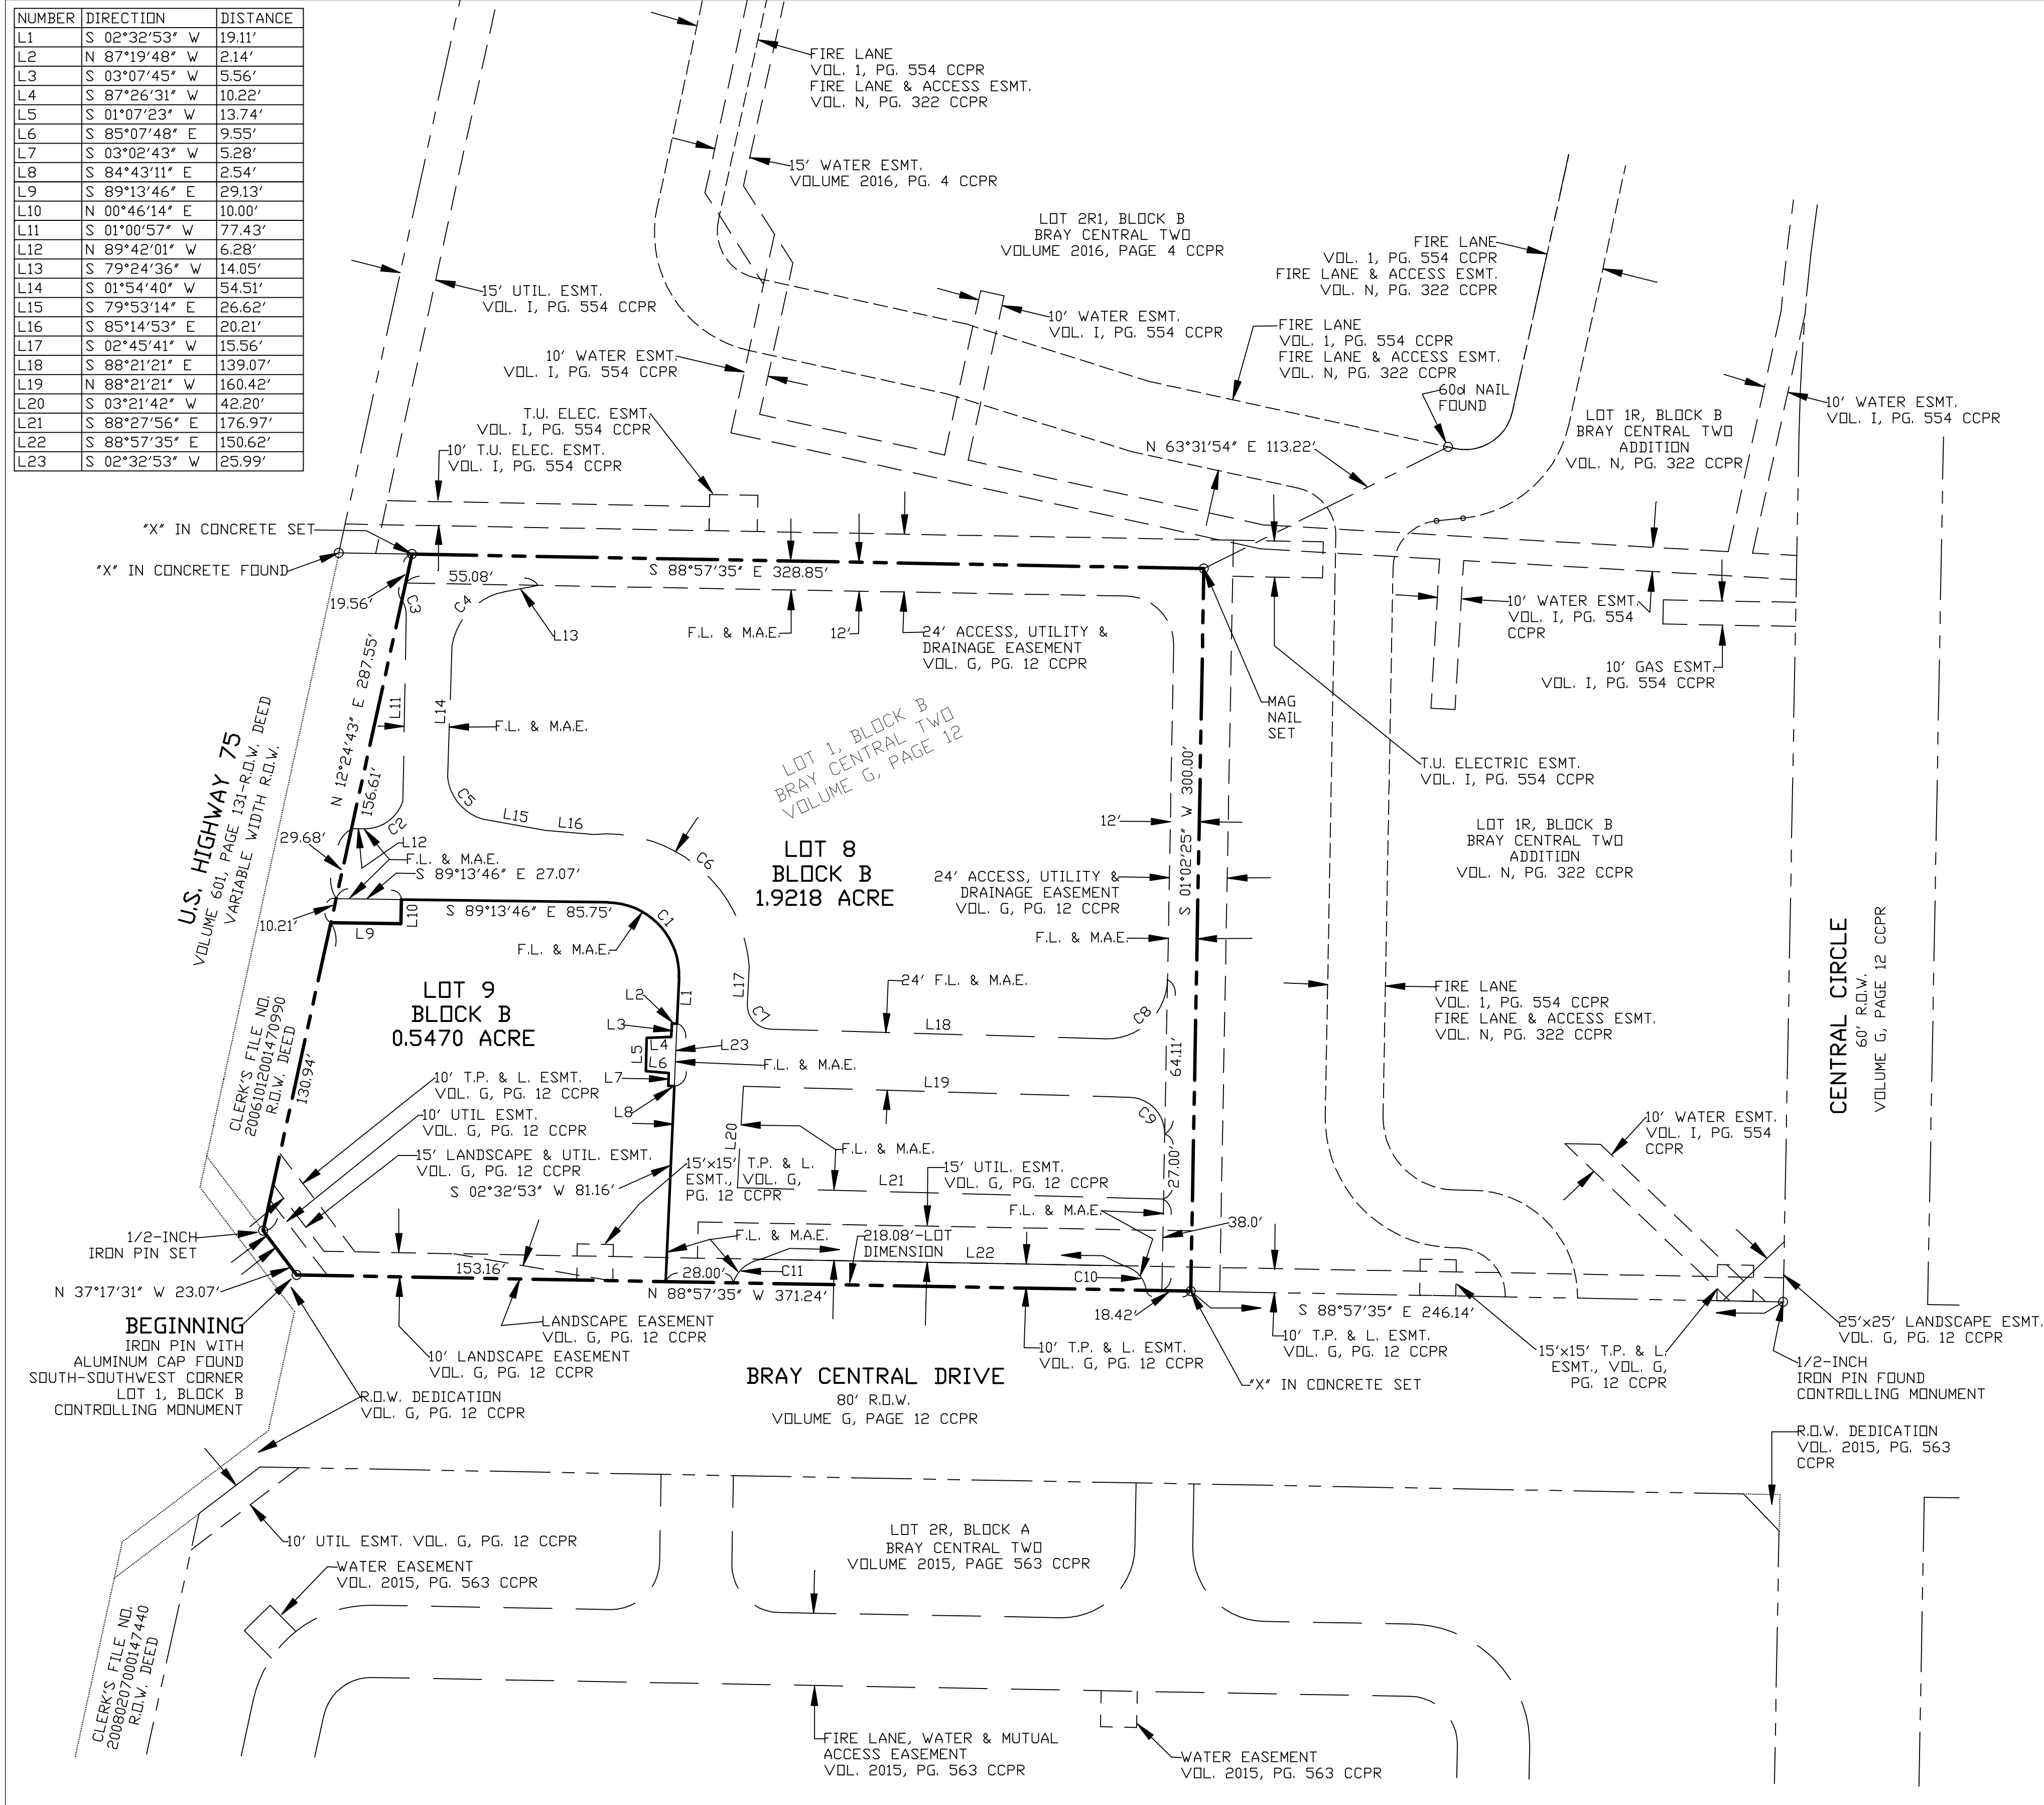 NUMBER DIRECTION DISTANCE
L1 S 02°32'53" W 19.11'
L2 N 87°19'48" W 2.14'
L3 S 03°07'45" W 5.56'
L4 S 87°26'31" W 10.22'
L5 S 01°07'23" W 13.74'
L6 S 85°07'48" E 9.55'
L7 S 03°02'43" W 5.28'
L8 S 84°43'11" E 2.54'
L9 S 89°13'46" E 29.13'
L10 N 00°46'14" E 10.00'
L11 S 01°00'57" W 77.43'
L12 N 89°42'01" W 6.28'
L13 S 79°24'36" W 14.05'
L14 S 01°54'40" W 54.51'
L15 S 79°53'14" E 26.62'
L16 S 85°14'53" E 20.21'
L17 S 02°45'41" W 15.56'
L18 S 88°21'21" E 139.07'
L19 N 88°21'21" W 160.42'
L20 S 03°21'42" W 42.20'
L21 S 88°27'56" E 176.97'
L22 S 88°57'35" E 150.62'
L23 S 02°32'53" W 25.99'
FIRE LANE
VOL. 1, PG. 554 CCPR
FIRE LANE & ACCESS ESMT.
VOL. N, PG. 322 CCPR
15' WATER ESMT.
VOLUME 2016, PG. 4 CCPR
LOT 2R1, BLOCK B
BRAY CENTRAL TWO
VOLUME 2016, PAGE 4 CCPR
FIRE LANE
VOL. 1, PG. 554 CCPR
FIRE LANE & ACCESS ESMT.
VOL. N, PG. 322 CCPR
15' UTIL. ESMT.
VOL. I, PG. 554 CCPR
10' WATER ESMT.
VOL. I, PG. 554 CCPR
FIRE LANE
VOL. 1, PG. 554 CCPR
FIRE LANE & ACCESS ESMT.
VOL. N, PG. 322 CCPR
10' WATER ESMT.
VOL. I, PG. 554 CCPR
60d NAIL
FOUND
10' WATER ESMT.
VOL. I, PG. 554 CCPR
T.U. ELEC. ESMT.
VOL. I, PG. 554 CCPR
LOT 1R, BLOCK B
BRAY CENTRAL TWO
ADDITION
VOL. N, PG. 322 CCPR
10' T.U. ELEC. ESMT.
VOL. I, PG. 554 CCPR
N 63°31'54" E 113.22'
"X" IN CONCRETE SET
"X" IN CONCRETE FOUND
S 88°57'35" E 328.85'
55.08'
19.56'
C3
C4
L13
F.L. & M.A.E.
12'
24' ACCESS, UTILITY &
DRAINAGE EASEMENT
VOL. G, PG. 12 CCPR
10' WATER ESMT.
VOL. I, PG. 554
CCPR
10' GAS ESMT.
VOL. I, PG. 554 CCPR
MAG
NAIL
SET
T.U. ELECTRIC ESMT.
VOL. I, PG. 554 CCPR
U.S. HIGHWAY 75
VOLUME 601, PAGE 131-R.O.W. DEED
VARIABLE WIDTH R.O.W.
N 12°24'43" E 287.55'
156.61'
L11
L14
F.L. & M.A.E.
LOT 1, BLOCK B
BRAY CENTRAL TWO
VOLUME G, PAGE 12
S 01°02'25" W 300.00'
C5
L15
L16
C2
29.68'
L12
F.L. & M.A.E.
S 89°13'46" E 27.07'
C6
LOT 8
BLOCK B
1.9218 ACRE
12'
LOT 1R, BLOCK B
BRAY CENTRAL TWO
ADDITION
VOL. N, PG. 322 CCPR
24' ACCESS, UTILITY &
DRAINAGE EASEMENT
VOL. G, PG. 12 CCPR
10.21'
L9
L10
S 89°13'46" E 85.75'
C1
F.L. & M.A.E.
F.L. & M.A.E.
CENTRAL CIRCLE
60' R.O.W.
VOLUME G, PAGE 12 CCPR
LOT 9
BLOCK B
0.5470 ACRE
L2
L1
L17
C7
24' F.L. & M.A.E.
C8
L18
L3
L4
L5
L6
L23
L7
F.L. & M.A.E.
L8
FIRE LANE
VOL. 1, PG. 554 CCPR
FIRE LANE & ACCESS ESMT.
VOL. N, PG. 322 CCPR
CLERK'S FILE NO.
20061012001470990
R.O.W. DEED
130.94'
10' T.P. & L. ESMT.
VOL. G, PG. 12 CCPR
10' UTIL ESMT.
VOL. G, PG. 12 CCPR
15' LANDSCAPE & UTIL. ESMT.
VOL. G, PG. 12 CCPR
S 02°32'53" W 81.16'
L19
64.11'
C9
L20
F.L. & M.A.E.
15'x15' T.P. & L.
ESMT., VOL. G,
PG. 12 CCPR
L21
15' UTIL. ESMT.
VOL. G, PG. 12 CCPR
27.00'
10' WATER ESMT.
VOL. I, PG. 554
CCPR
F.L. & M.A.E.
38.0'
1/2-INCH
IRON PIN SET
F.L. & M.A.E.
218.08'-LOT
DIMENSION
L22
153.16'
28.00'
C11
C10
N 88°57'35" W 371.24'
18.42'
S 88°57'35" E 246.14'
N 37°17'31" W 23.07'
BEGINNING
IRON PIN WITH
ALUMINUM CAP FOUND
SOUTH-SOUTHWEST CORNER
LOT 1, BLOCK B
CONTROLLING MONUMENT
LANDSCAPE EASEMENT
VOL. G, PG. 12 CCPR
10' LANDSCAPE EASEMENT
VOL. G, PG. 12 CCPR
R.O.W. DEDICATION
VOL. G, PG. 12 CCPR
BRAY CENTRAL DRIVE
80' R.O.W.
VOLUME G, PAGE 12 CCPR
10' T.P. & L. ESMT.
VOL. G, PG. 12 CCPR
10' T.P. & L. ESMT.
VOL. G, PG. 12 CCPR
"X" IN CONCRETE SET
15'x15' T.P. & L.
ESMT., VOL. G,
PG. 12 CCPR
25'x25' LANDSCAPE ESMT.
VOL. G, PG. 12 CCPR
1/2-INCH
IRON PIN FOUND
CONTROLLING MONUMENT
R.O.W. DEDICATION
VOL. 2015, PG. 563
CCPR
10' UTIL ESMT. VOL. G, PG. 12 CCPR
WATER EASEMENT
VOL. 2015, PG. 563 CCPR
LOT 2R, BLOCK A
BRAY CENTRAL TWO
VOLUME 2015, PAGE 563 CCPR
CLERK'S FILE NO.
20080207000147440
R.O.W. DEED
FIRE LANE, WATER & MUTUAL
ACCESS EASEMENT
VOL. 2015, PG. 563 CCPR
WATER EASEMENT
VOL. 2015, PG. 563 CCPR